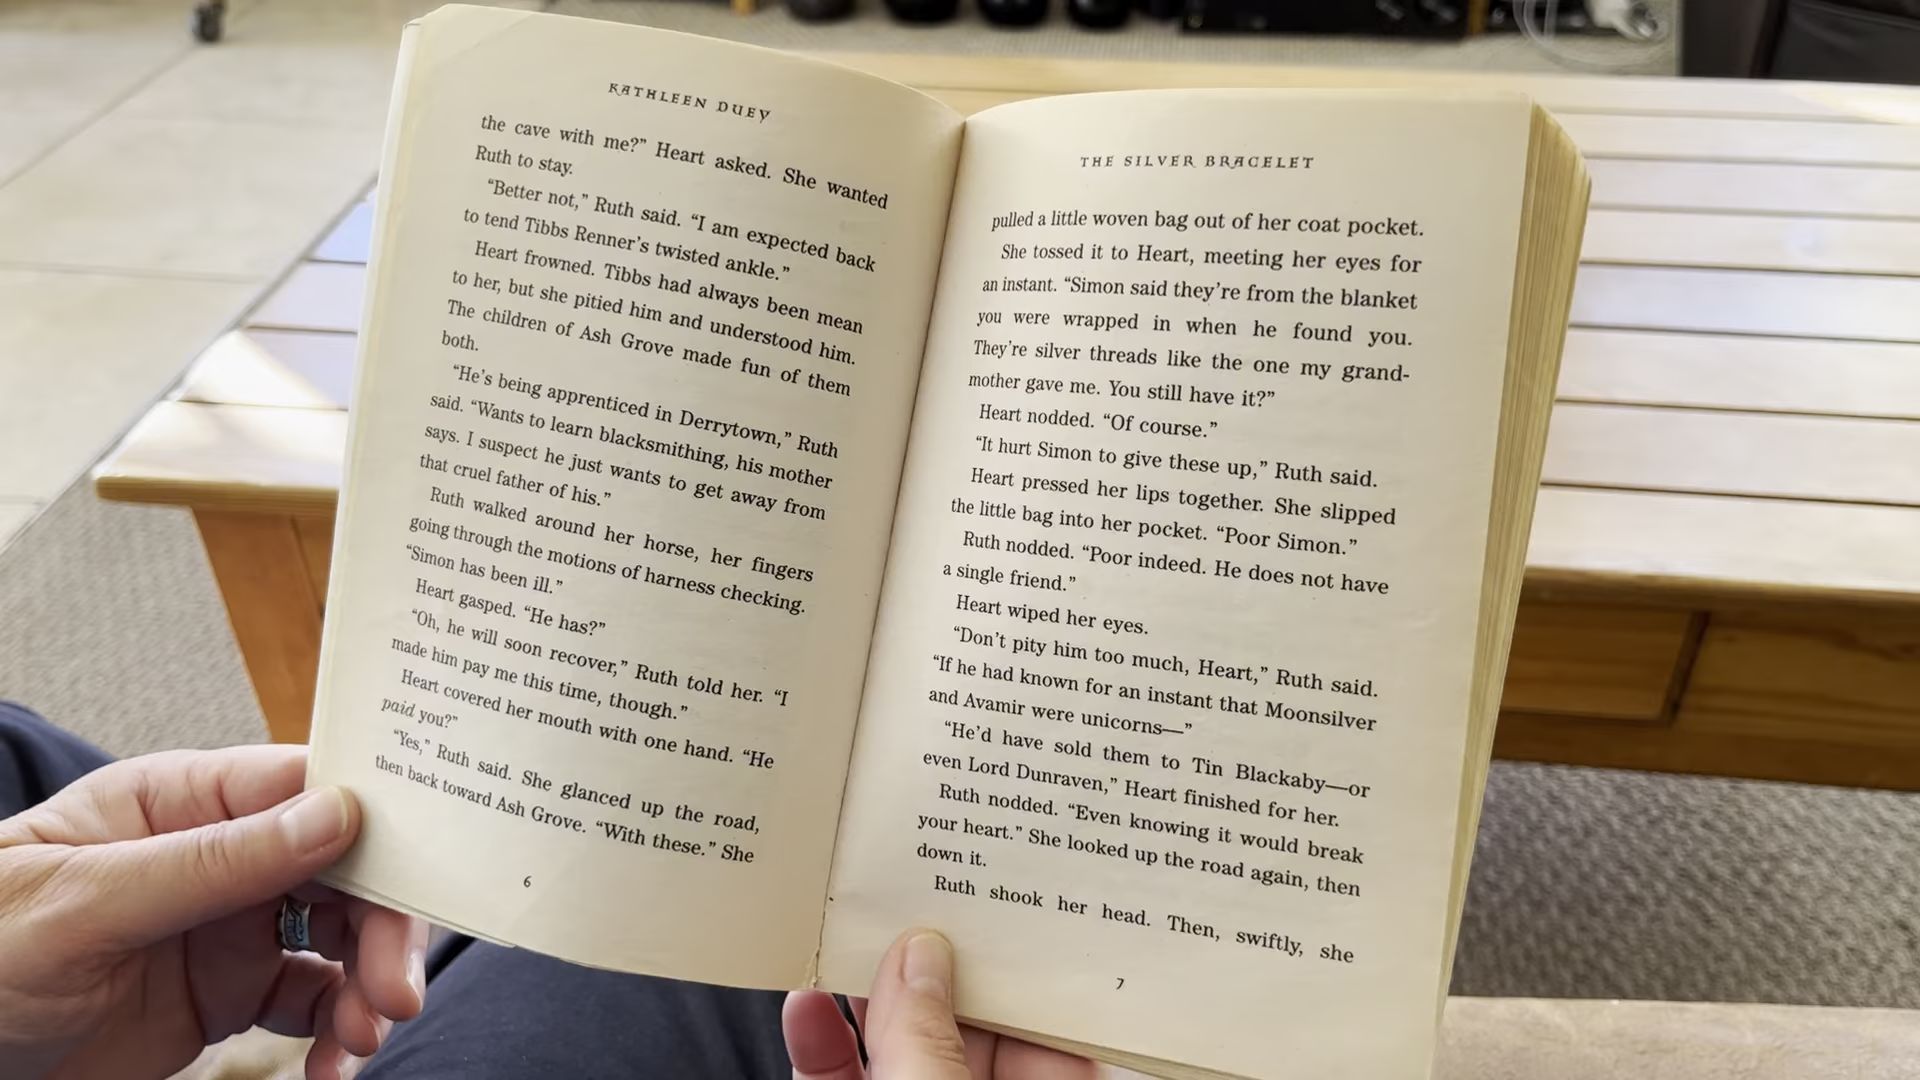 KATHLEEN DUEY
the cave with me?” Heart asked. She wanted
Ruth to stay.
“Better not,” Ruth said. “I am expected back
to tend Tibbs Renner’s twisted ankle.”
Heart frowned. Tibbs had always been mean
to her, but she pitied him and understood him.
The children of Ash Grove made fun of them
both.
“He’s being apprenticed in Derrytown,” Ruth
said. “Wants to learn blacksmithing, his mother
says. I suspect he just wants to get away from
that cruel father of his.”
Ruth walked around her horse, her fingers
going through the motions of harness checking.
“Simon has been ill.”
Heart gasped. “He has?”
“Oh, he will soon recover,” Ruth told her. “I
made him pay me this time, though.”
Heart covered her mouth with one hand. “He
paid you?”
“Yes,” Ruth said. She glanced up the road,
then back toward Ash Grove. “With these.” She
6
THE SILVER BRACELET
pulled a little woven bag out of her coat pocket.
She tossed it to Heart, meeting her eyes for
an instant. “Simon said they’re from the blanket
you were wrapped in when he found you.
They’re silver threads like the one my grand-
mother gave me. You still have it?”
Heart nodded. “Of course.”
“It hurt Simon to give these up,” Ruth said.
Heart pressed her lips together. She slipped
the little bag into her pocket. “Poor Simon.”
Ruth nodded. “Poor indeed. He does not have
a single friend.”
Heart wiped her eyes.
“Don’t pity him too much, Heart,” Ruth said.
“If he had known for an instant that Moonsilver
and Avamir were unicorns—”
“He’d have sold them to Tin Blackaby—or
even Lord Dunraven,” Heart finished for her.
Ruth nodded. “Even knowing it would break
your heart.” She looked up the road again, then
down it.
Ruth shook her head. Then, swiftly, she
7